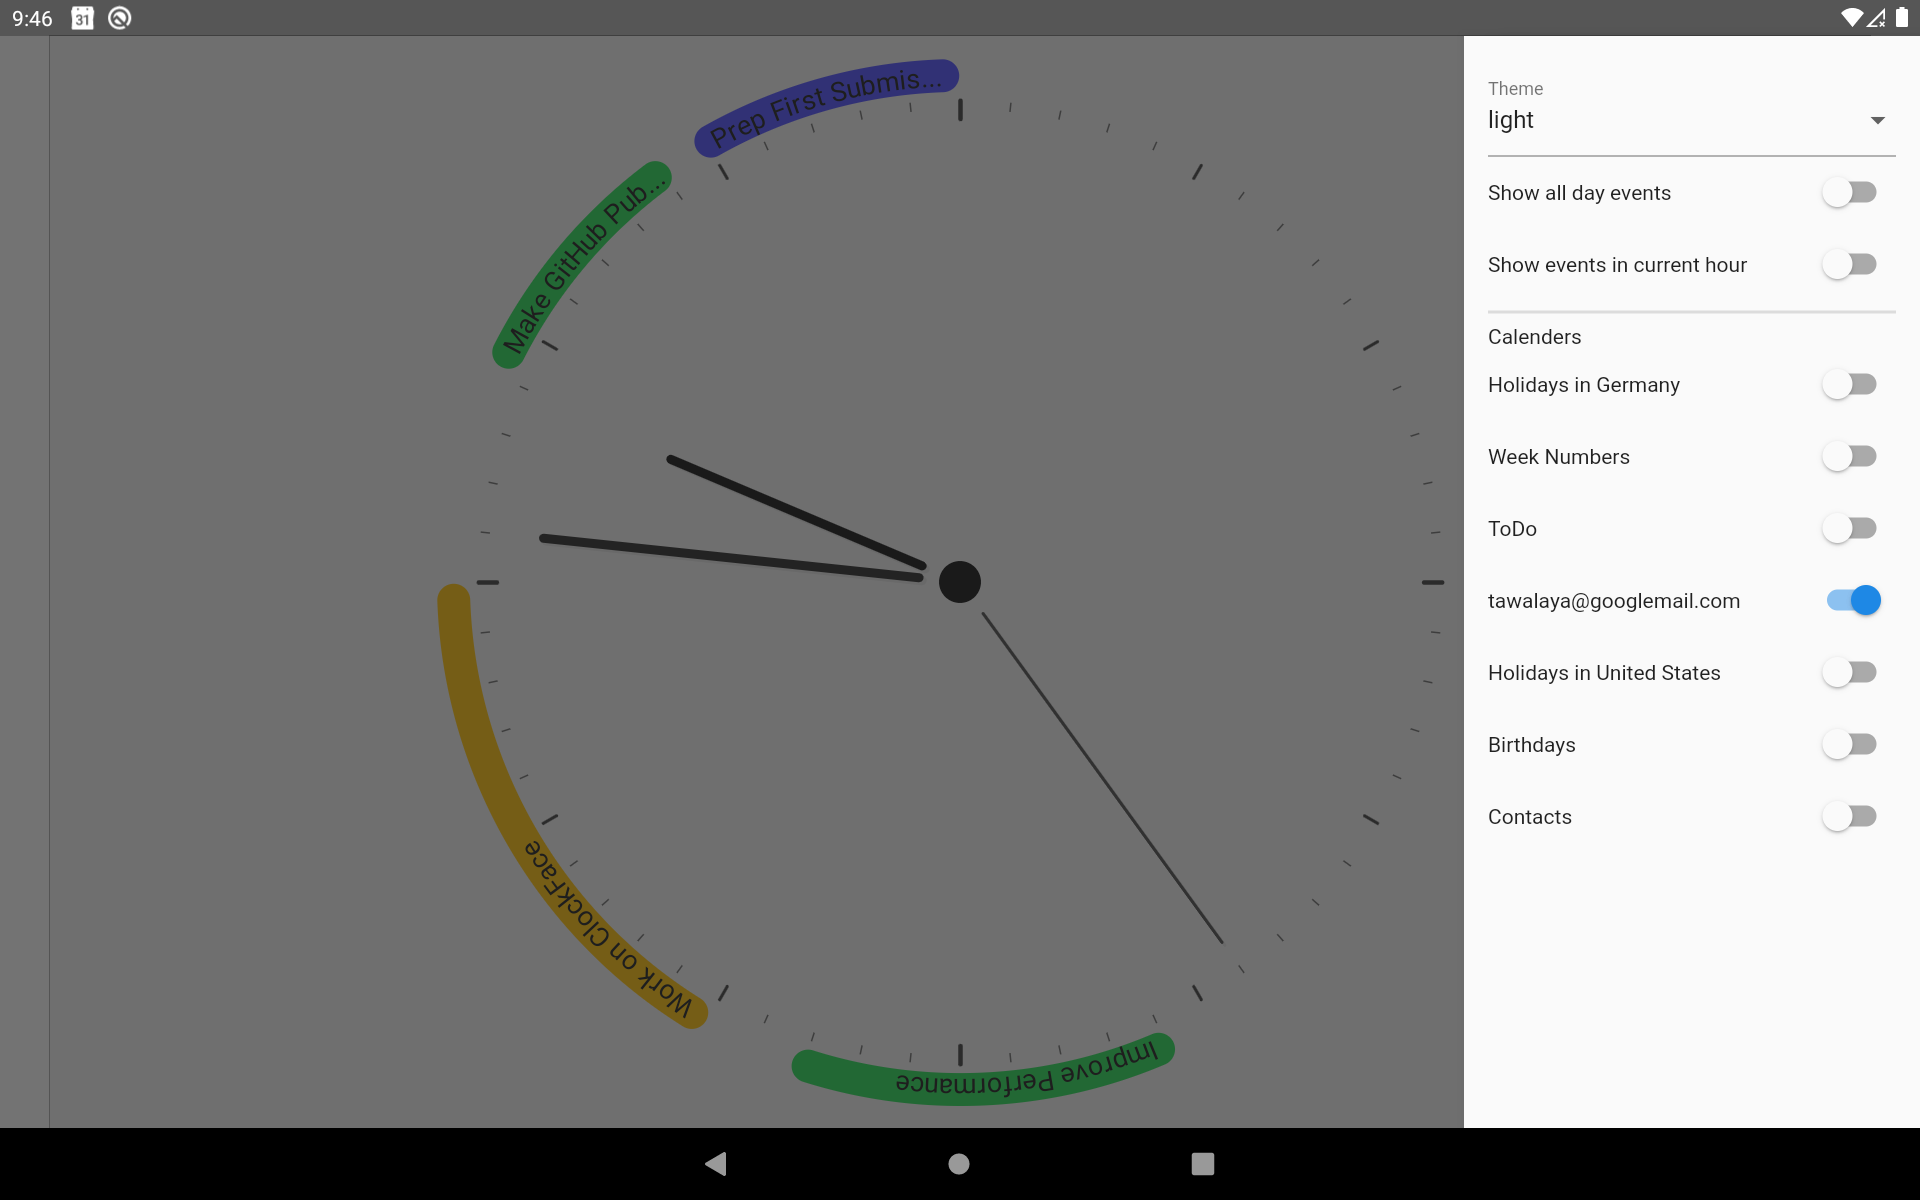 9:46
31
Prep First Submis...
Make GitHub Pub...
Work on ClockFace
Improve Performance
Theme
light
Show all day events
Show events in current hour
Calenders
Holidays in Germany
Week Numbers
ToDo
tawalaya@googlemail.com
Holidays in United States
Birthdays
Contacts